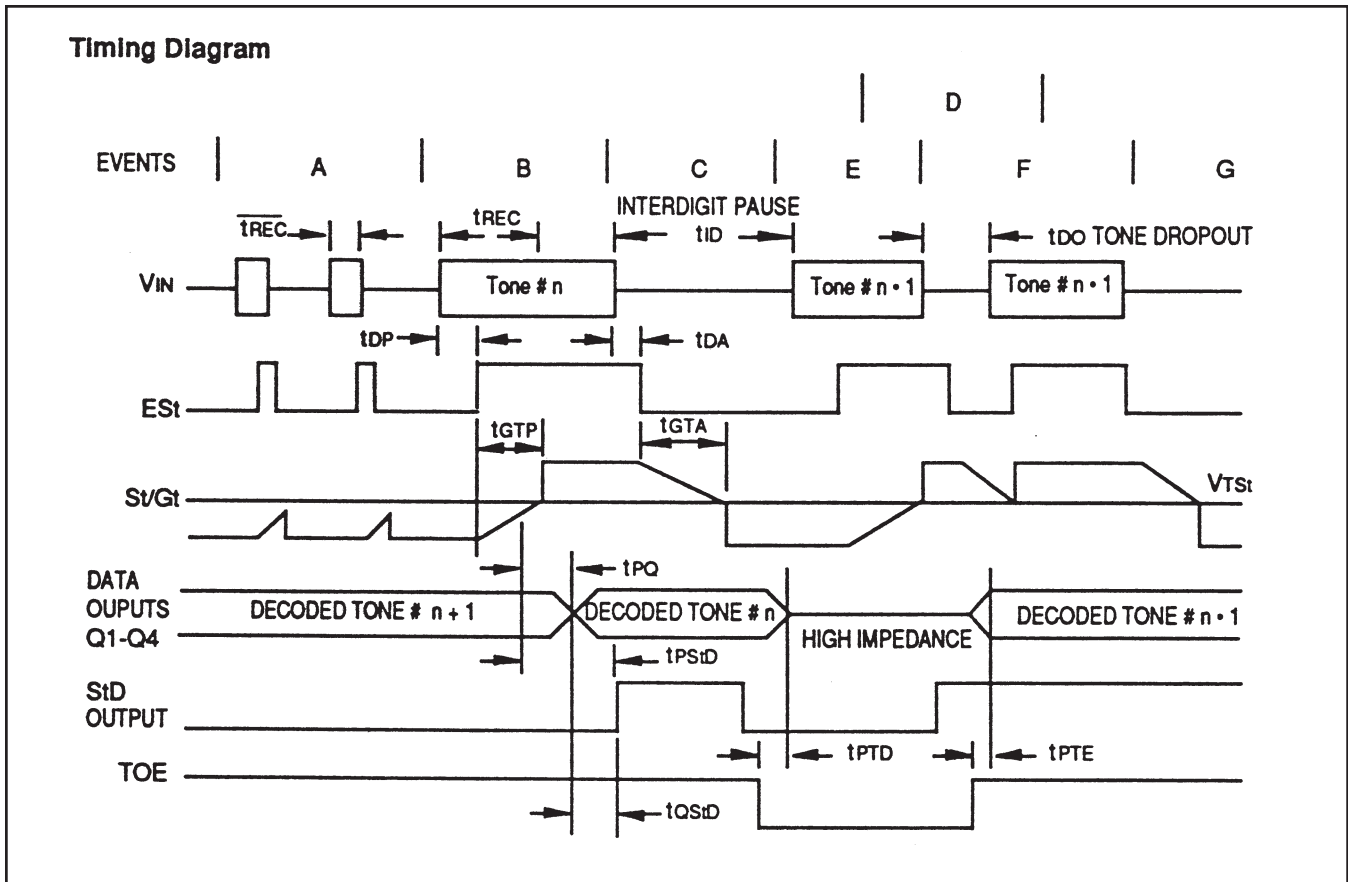 Timing Diagram
D
EVENTS A B C E F G
INTERDIGIT PAUSE
tREC tREC tID tDO TONE DROPOUT
VIN Tone # n Tone # n • 1 Tone # n • 1
tDP tDA
ESt
tGTP tGTA
St/Gt VTSt
tPQ
DATA
OUPUTS
Q1-Q4
DECODED TONE # n + 1 DECODED TONE # n HIGH IMPEDANCE DECODED TONE # n • 1
tPStD
StD
OUTPUT
tPTD tPTE
TOE
tQStD